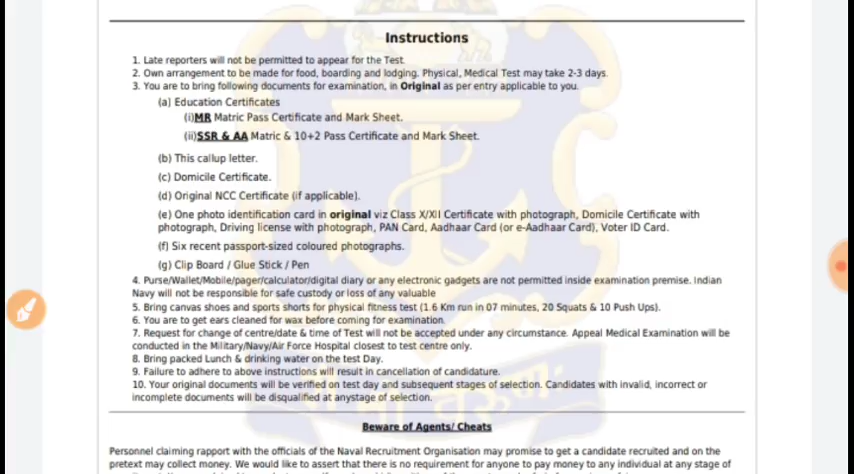 Instructions
1. Late reporters will not be permitted to appear for the Test.
2. Own arrangement to be made for food, boarding and lodging. Physical, Medical Test may take 2-3 days.
3. You are to bring following documents for examination, in Original as per entry applicable to you.
(a) Education Certificates
(i)MR Matric Pass Certificate and Mark Sheet.
(ii)SSR & AA Matric & 10+2 Pass Certificate and Mark Sheet.
(b) This callup letter.
(c) Domicile Certificate.
(d) Original NCC Certificate (if applicable).
(e) One photo identification card in original viz Class X/XII Certificate with photograph, Domicile Certificate with
photograph, Driving license with photograph, PAN Card, Aadhaar Card (or e-Aadhaar Card), Voter ID Card.
(f) Six recent passport-sized coloured photographs.
(g) Clip Board / Glue Stick / Pen
4. Purse/Wallet/Mobile/pager/calculator/digital diary or any electronic gadgets are not permitted inside examination premise. Indian
Navy will not be responsible for safe custody or loss of any valuable
5. Bring canvas shoes and sports shorts for physical fitness test (1.6 Km run in 07 minutes, 20 Squats & 10 Push Ups).
6. You are to get ears cleaned for wax before coming for examination.
7. Request for change of centre/date & time of Test will not be accepted under any circumstance. Appeal Medical Examination will be
conducted in the Military/Navy/Air Force Hospital closest to test centre only.
8. Bring packed Lunch & drinking water on the test Day.
9. Failure to adhere to above instructions will result in cancellation of candidature.
10. Your original documents will be verified on test day and subsequent stages of selection. Candidates with invalid, incorrect or
incomplete documents will be disqualified at anystage of selection.
Beware of Agents/ Cheats
Personnel claiming rapport with the officials of the Naval Recruitment Organisation may promise to get a candidate recruited and on the
pretext may collect money. We would like to assert that there is no requirement for anyone to pay money to any individual at any stage of